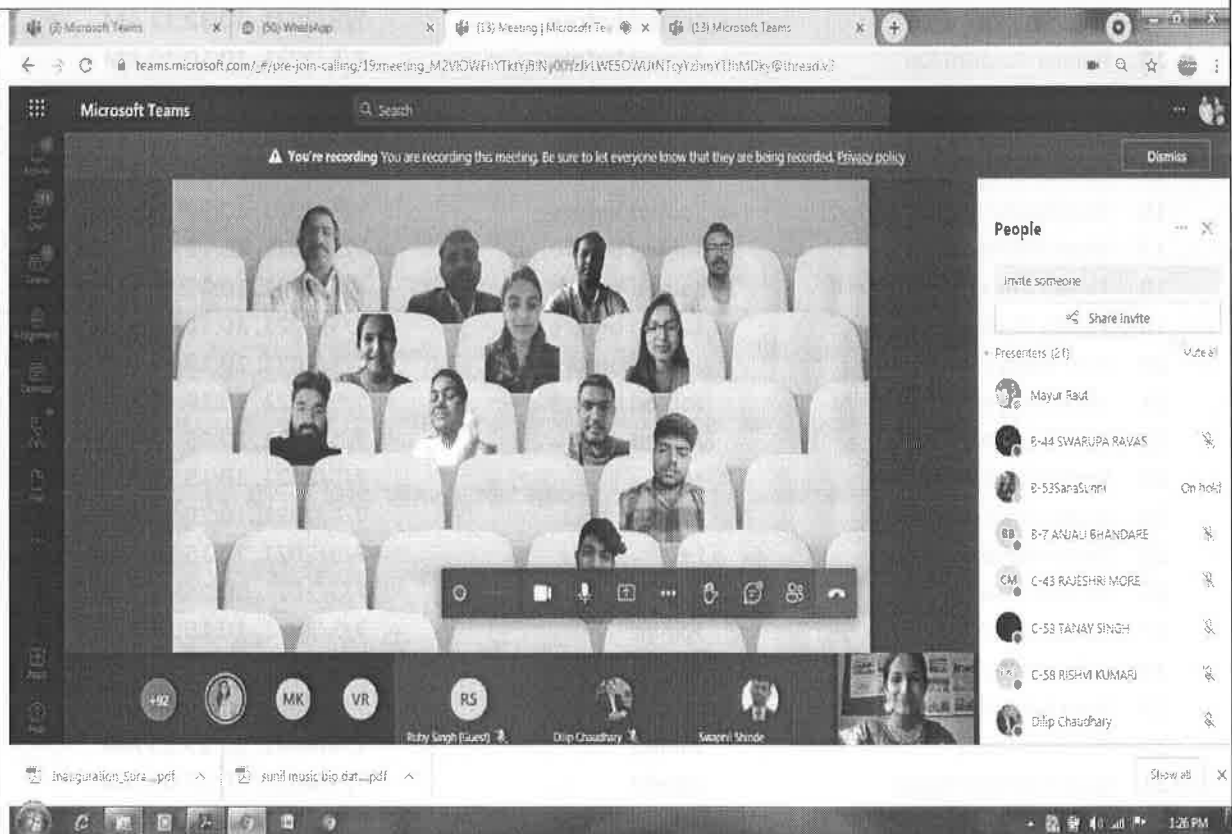 (3) Microsoft Teams
(50) WhatsApp
(13) Meeting | Microsoft Te
(13) Microsoft Teams
Microsoft Teams
Search
You're recording You are recording this meeting. Be sure to let everyone know that they are being recorded. Privacy policy
Dismiss
People
Invite someone
Share invite
Presenters (21)
Mute all
Mayur Raut
B-44 SWARUPA RAVAS
B-53SanaSunni
On hold
BB
B-7 ANJALI BHANDARE
CM
C-43 RAJESHRI MORE
C-53 TANAY SINGH
C-58 RISHVI KUMARI
Dilip Chaudhary
+92
MK
VR
RS
Ruby Singh (Guest)
Dilip Chaudhary
Swapnil Shinde
Inauguration_Sura....pdf
sunil music bio dat....pdf
Show all
1:26 PM